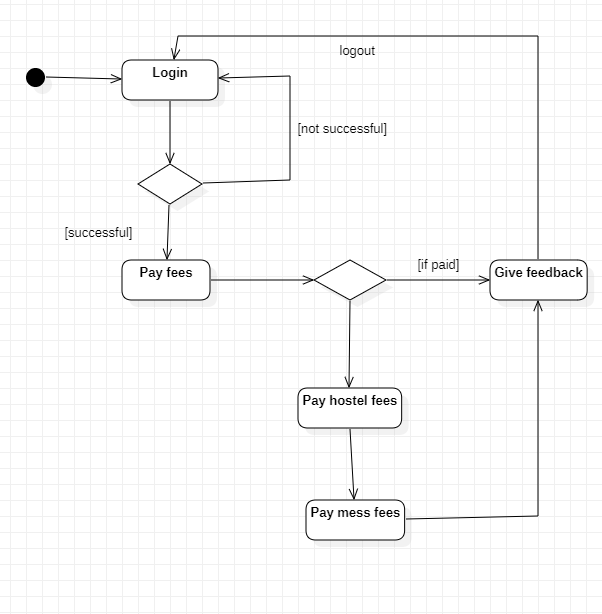 logout
Login
[not successful]
[successful]
Pay fees
[if paid]
Give feedback
Pay hostel fees
Pay mess fees